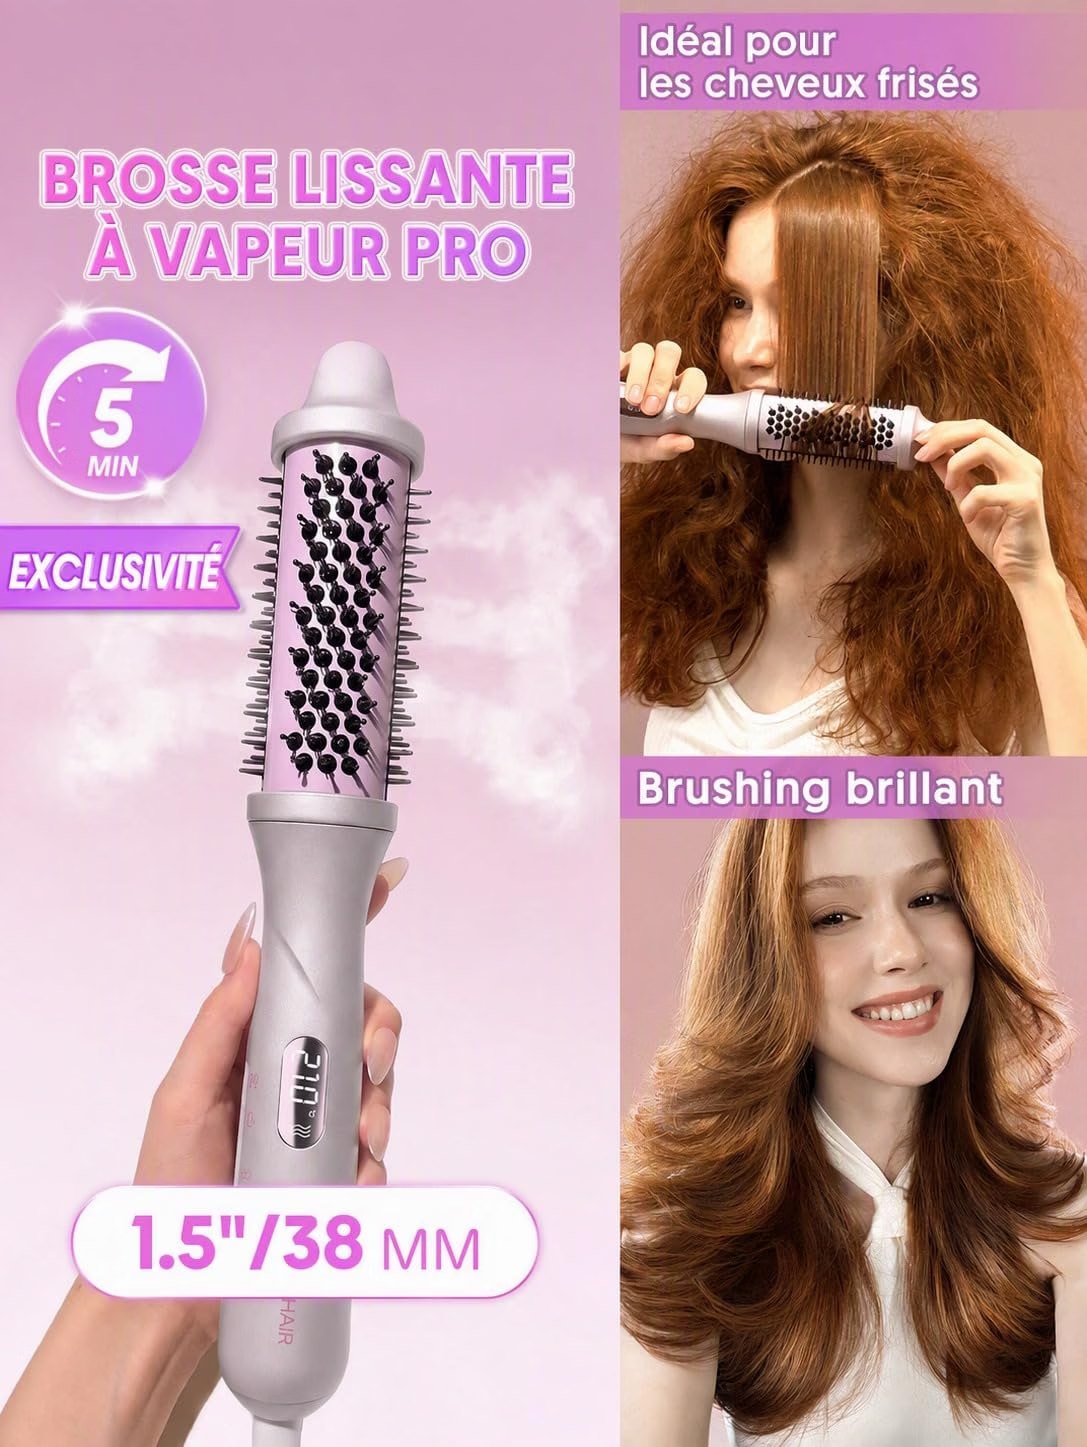 BROSSE LISSANTE
À VAPEUR PRO
5
MIN
EXCLUSIVITÉ
210
1.5"/38 MM
HAIR
Idéal pour
les cheveux frisés
Brushing brillant